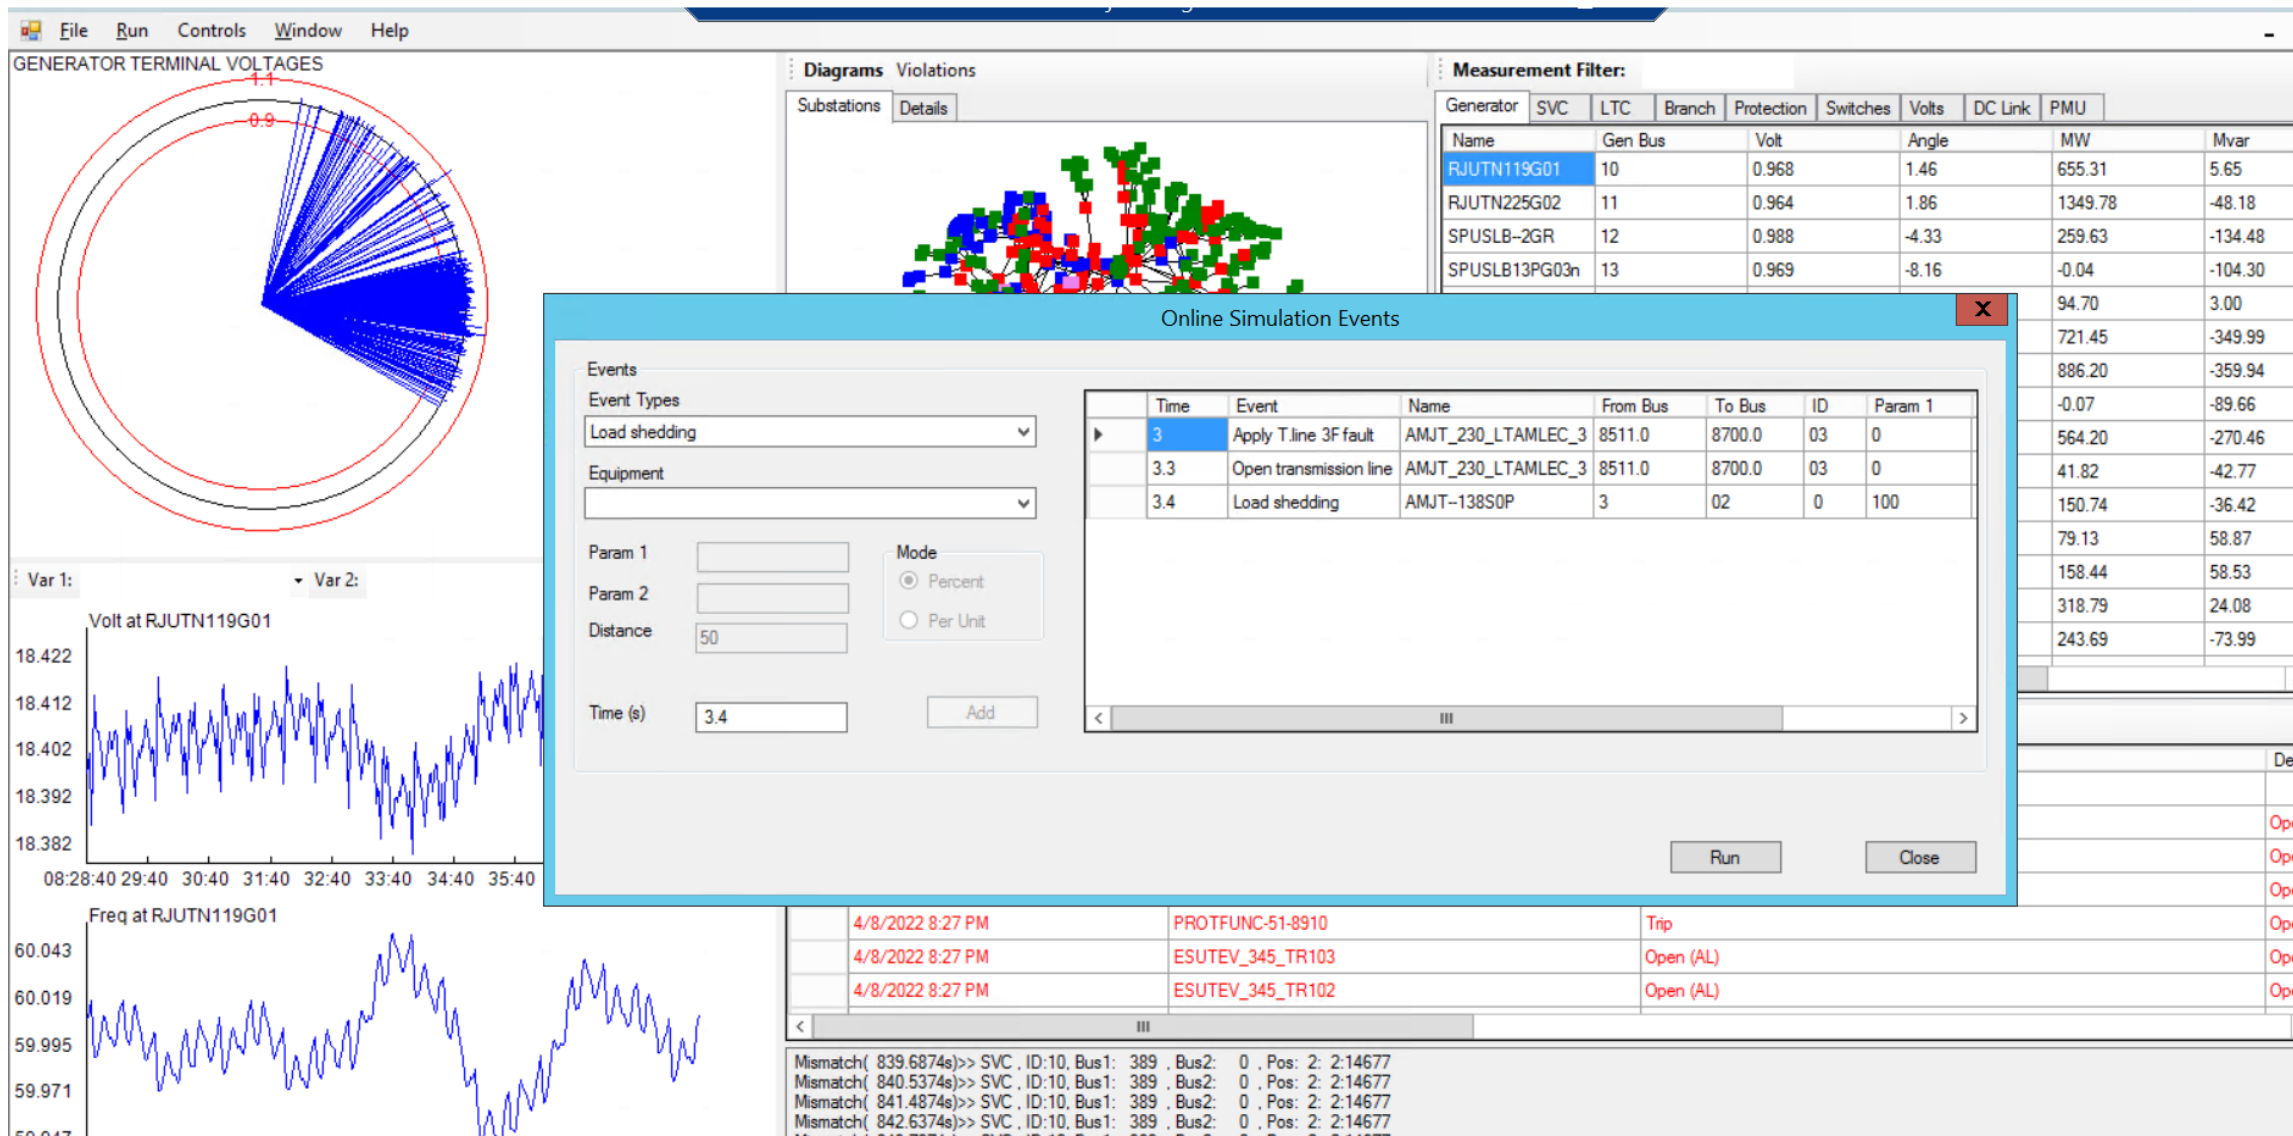 File Run Controls Window Help
GENERATOR TERMINAL VOLTAGES
1.1
0.9
Diagrams Violations
Substations Details
Measurement Filter:
Generator SVC LTC Branch Protection Switches Volts DC Link PMU
Name Gen Bus Volt Angle MW Mvar
RJUTN119G01 10 0.968 1.46 655.31 5.65
RJUTN225G02 11 0.964 1.86 1349.78 -48.18
SPUSLB--2GR 12 0.988 -4.33 259.63 -134.48
SPUSLB13PG03n 13 0.969 -8.16 -0.04 -104.30
94.70 3.00
721.45 -349.99
886.20 -359.94
-0.07 -89.66
564.20 -270.46
41.82 -42.77
150.74 -36.42
79.13 58.87
158.44 58.53
318.79 24.08
243.69 -73.99
Online Simulation Events
X
Events
Event Types
Load shedding
Equipment
Param 1
Param 2
Distance 50
Mode
Percent
Per Unit
Time (s) 3.4 Add
Time Event Name From Bus To Bus ID Param 1
3 Apply T.line 3F fault AMJT_230_LTAMLEC_3 8511.0 8700.0 03 0
3.3 Open transmission line AMJT_230_LTAMLEC_3 8511.0 8700.0 03 0
3.4 Load shedding AMJT--138S0P 3 02 0 100
Run Close
Var 1: Var 2:
Volt at RJUTN119G01
18.422
18.412
18.402
18.392
18.382
08:28:40 29:40 30:40 31:40 32:40 33:40 34:40 35:40
Freq at RJUTN119G01
60.043
60.019
59.995
59.971
De
Ope
Ope
Ope
4/8/2022 8:27 PM PROTFUNC-51-8910 Trip Ope
4/8/2022 8:27 PM ESUTEV_345_TR103 Open (AL) Ope
4/8/2022 8:27 PM ESUTEV_345_TR102 Open (AL) Ope
Mismatch( 839.6874s)>> SVC , ID:10, Bus1: 389 , Bus2: 0 , Pos: 2: 2:14677
Mismatch( 840.5374s)>> SVC , ID:10, Bus1: 389 , Bus2: 0 , Pos: 2: 2:14677
Mismatch( 841.4874s)>> SVC , ID:10, Bus1: 389 , Bus2: 0 , Pos: 2: 2:14677
Mismatch( 842.6374s)>> SVC , ID:10, Bus1: 389 , Bus2: 0 , Pos: 2: 2:14677